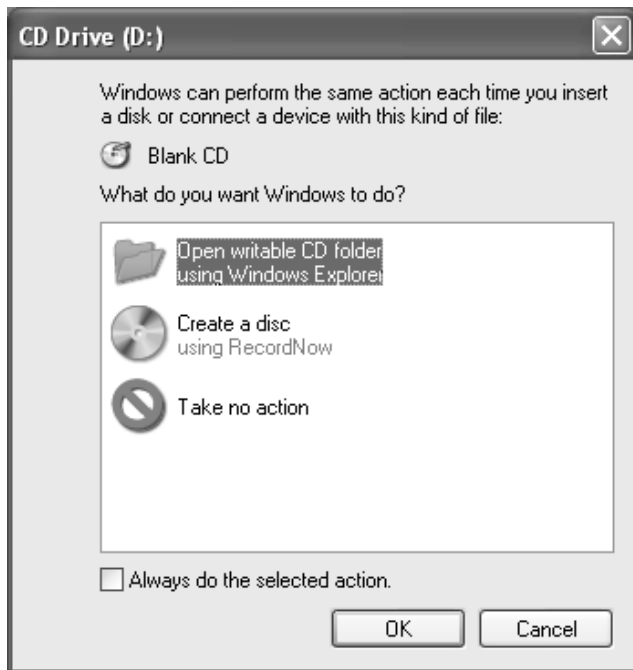 CD Drive (D:)
Windows can perform the same action each time you insert
a disk or connect a device with this kind of file:
Blank CD
What do you want Windows to do?
Open writable CD folder
using Windows Explorer
Create a disc
using RecordNow
Take no action
Always do the selected action.
OK
Cancel